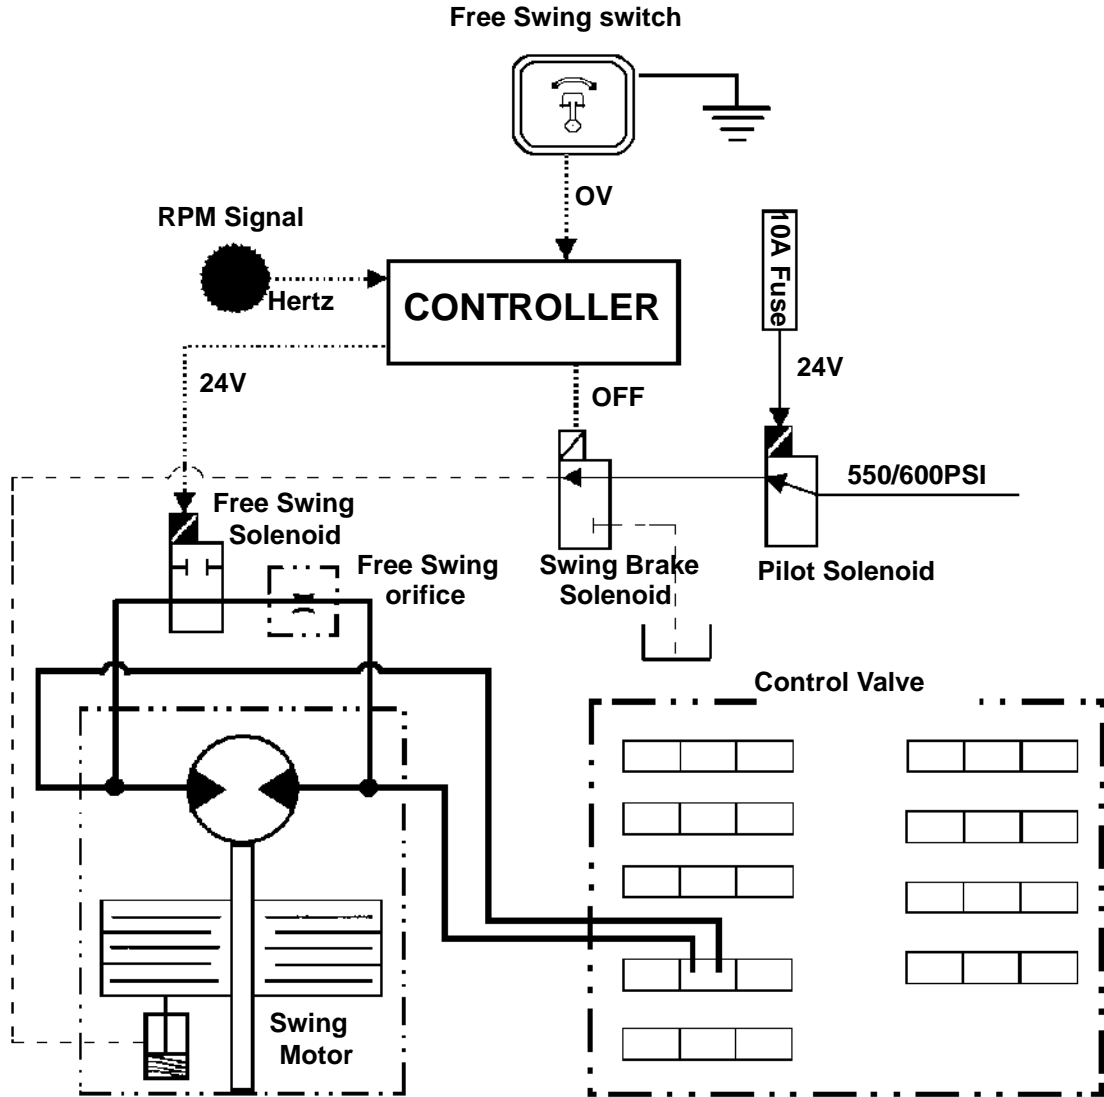 Free Swing switch
OV
RPM Signal
Hertz
10A Fuse
CONTROLLER
24V
24V
OFF
550/600PSI
Free Swing
Solenoid
Free Swing
orifice
Swing Brake
Solenoid
Pilot Solenoid
Control Valve
Swing
Motor